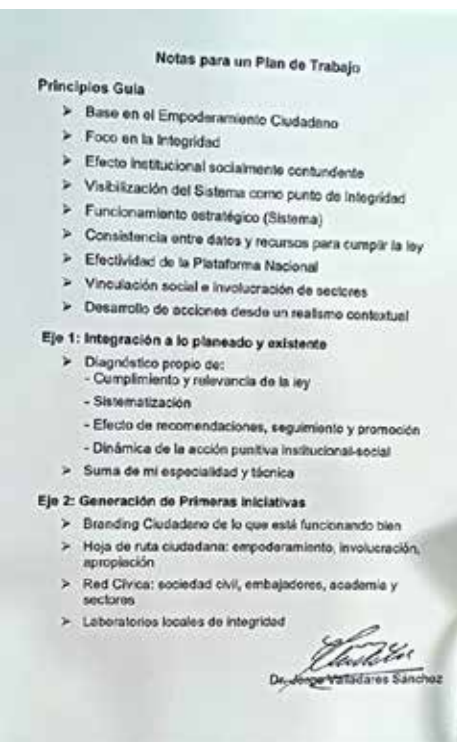 Notas para un Plan de Trabajo
Principios Guía
➤ Base en el Empoderamiento Ciudadano
➤ Foco en la Integridad
➤ Efecto institucional socialmente contundente
➤ Visibilización del Sistema como punto de integridad
➤ Funcionamiento estratégico (Sistema)
➤ Consistencia entre datos y recursos para cumplir la ley
➤ Efectividad de la Plataforma Nacional
➤ Vinculación social e involucración de sectores
➤ Desarrollo de acciones desde un realismo contextual
Eje 1: Integración a lo planeado y existente
➤ Diagnóstico propio de:
- Cumplimiento y relevancia de la ley
- Sistematización
- Efecto de recomendaciones, seguimiento y promoción
- Dinámica de la acción punitiva institucional-social
➤ Suma de mi especialidad y técnica
Eje 2: Generación de Primeras iniciativas
➤ Branding Ciudadano de lo que está funcionando bien
➤ Hoja de ruta ciudadana: empoderamiento, involucración,
apropiación
➤ Red Cívica: sociedad civil, embajadores, academia y
sectores
➤ Laboratorios locales de integridad
Dr. Jorge Valladares Sánchez